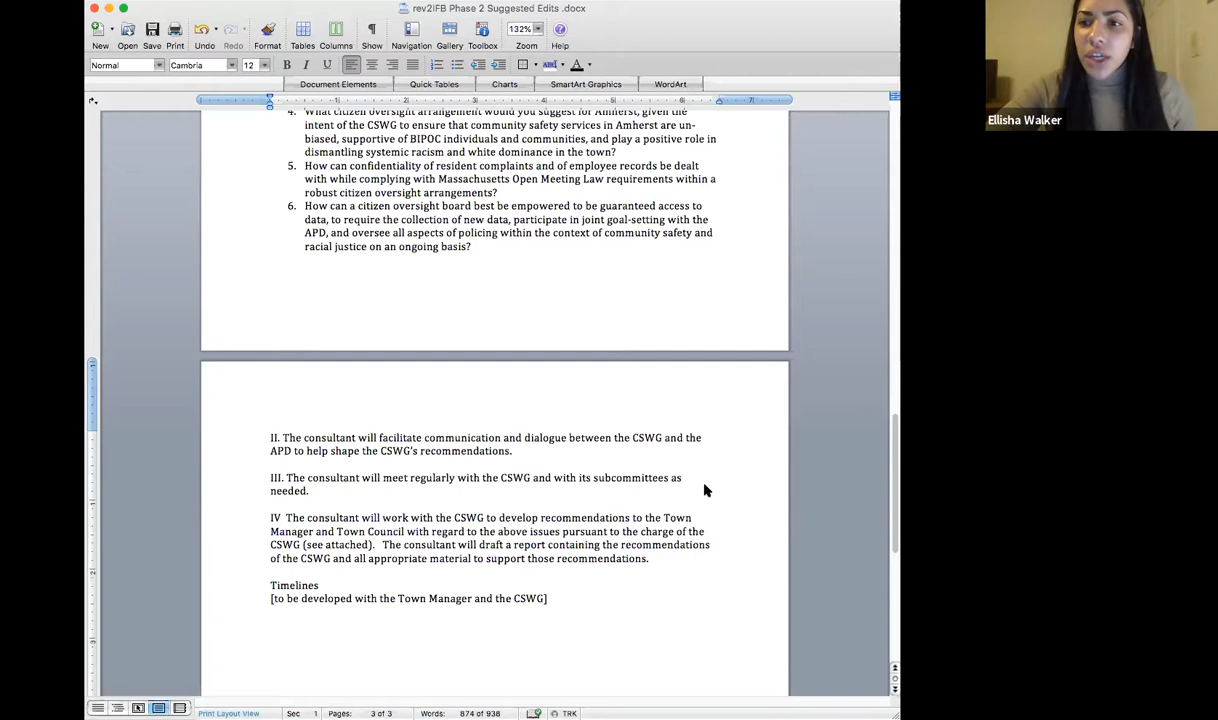 rev2IFB Phase 2 Suggested Edits .docx
New Open Save Print Undo Redo Format Tables Columns Show Navigation Gallery Toolbox Zoom Help
132%
Normal Cambria 12 B I U A
Document Elements Quick Tables Charts SmartArt Graphics WordArt
4. What citizen oversight arrangement would you suggest for Amherst, given the
intent of the CSWG to ensure that community safety services in Amherst are un-
biased, supportive of BIPOC individuals and communities, and play a positive role in
dismantling systemic racism and white dominance in the town?
5. How can confidentiality of resident complaints and of employee records be dealt
with while complying with Massachusetts Open Meeting Law requirements within a
robust citizen oversight arrangements?
6. How can a citizen oversight board best be empowered to be guaranteed access to
data, to require the collection of new data, participate in joint goal-setting with the
APD, and oversee all aspects of policing within the context of community safety and
racial justice on an ongoing basis?
II. The consultant will facilitate communication and dialogue between the CSWG and the
APD to help shape the CSWG's recommendations.
III. The consultant will meet regularly with the CSWG and with its subcommittees as
needed.
IV The consultant will work with the CSWG to develop recommendations to the Town
Manager and Town Council with regard to the above issues pursuant to the charge of the
CSWG (see attached). The consultant will draft a report containing the recommendations
of the CSWG and all appropriate material to support those recommendations.
Timelines
[to be developed with the Town Manager and the CSWG]
Print Layout View Sec 1 Pages: 3 of 3 Words: 874 of 938 TRK
Ellisha Walker